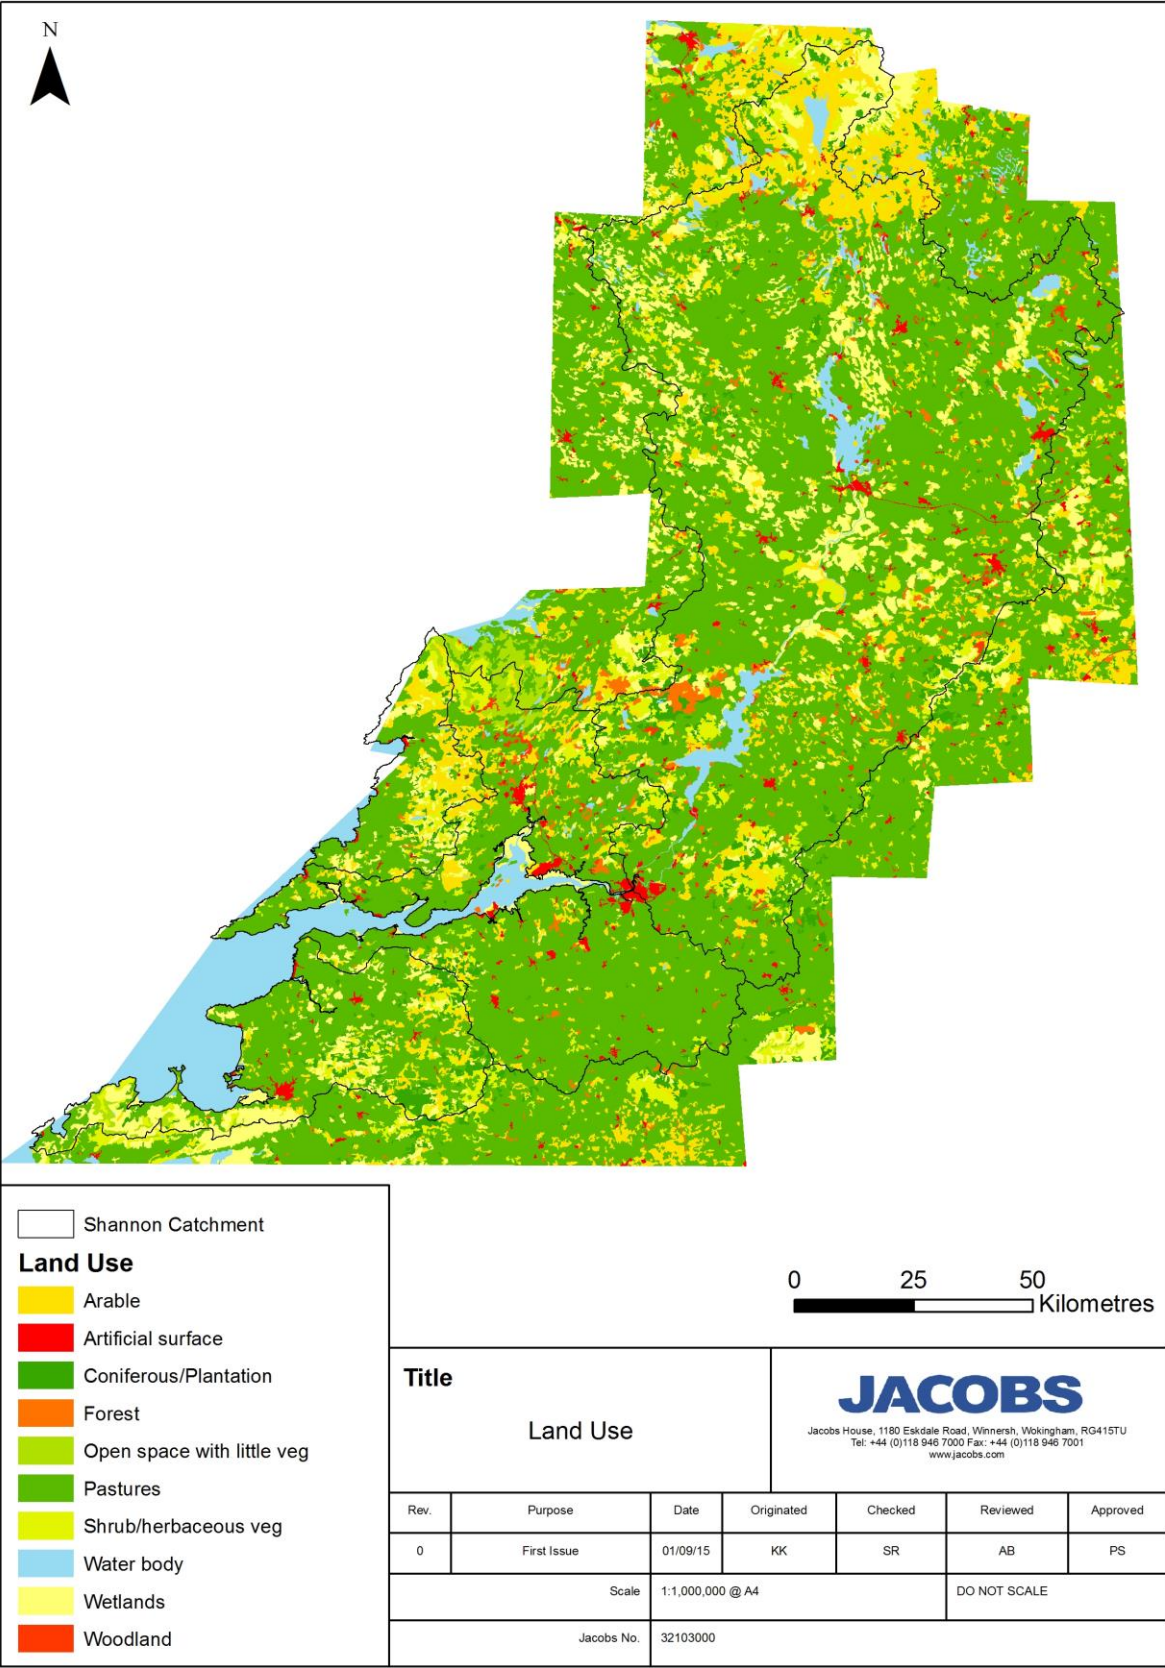 N
Shannon Catchment
Land Use
Arable
Artificial surface
Coniferous/Plantation
Forest
Open space with little veg
Pastures
Shrub/herbaceous veg
Water body
Wetlands
Woodland
0 25 50
Kilometres
Title
Land Use
JACOBS
Jacobs House, 1180 Eskdale Road, Winnersh, Wokingham, RG415TU
Tel: +44 (0)118 946 7000 Fax: +44 (0)118 946 7001
www.jacobs.com
Rev. Purpose Date Originated Checked Reviewed Approved
0 First Issue 01/09/15 KK SR AB PS
Scale 1:1,000,000 @ A4 DO NOT SCALE
Jacobs No. 32103000